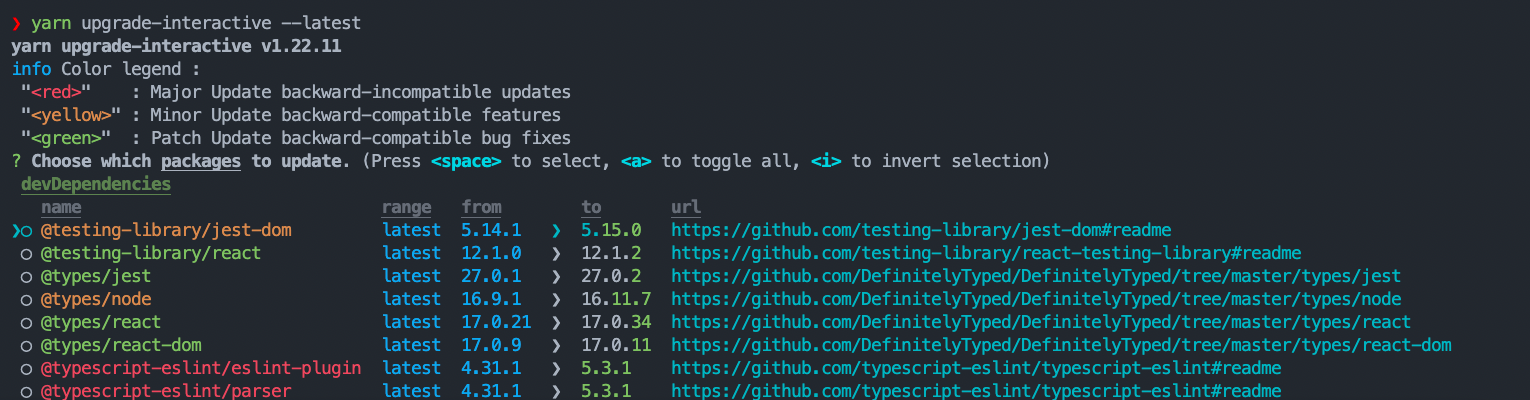 ❯ yarn upgrade-interactive --latest
yarn upgrade-interactive v1.22.11
info Color legend :
"<red>" : Major Update backward-incompatible updates
"<yellow>" : Minor Update backward-compatible features
"<green>" : Patch Update backward-compatible bug fixes
? Choose which packages to update. (Press <space> to select, <a> to toggle all, <i> to invert selection)
devDependencies
name range from to url
❯◯ @testing-library/jest-dom latest 5.14.1 ❯ 5.15.0 https://github.com/testing-library/jest-dom#readme
◯ @testing-library/react latest 12.1.0 ❯ 12.1.2 https://github.com/testing-library/react-testing-library#readme
◯ @types/jest latest 27.0.1 ❯ 27.0.2 https://github.com/DefinitelyTyped/DefinitelyTyped/tree/master/types/jest
◯ @types/node latest 16.9.1 ❯ 16.11.7 https://github.com/DefinitelyTyped/DefinitelyTyped/tree/master/types/node
◯ @types/react latest 17.0.21 ❯ 17.0.34 https://github.com/DefinitelyTyped/DefinitelyTyped/tree/master/types/react
◯ @types/react-dom latest 17.0.9 ❯ 17.0.11 https://github.com/DefinitelyTyped/DefinitelyTyped/tree/master/types/react-dom
◯ @typescript-eslint/eslint-plugin latest 4.31.1 ❯ 5.3.1 https://github.com/typescript-eslint/typescript-eslint#readme
◯ @typescript-eslint/parser latest 4.31.1 ❯ 5.3.1 https://github.com/typescript-eslint/typescript-eslint#readme